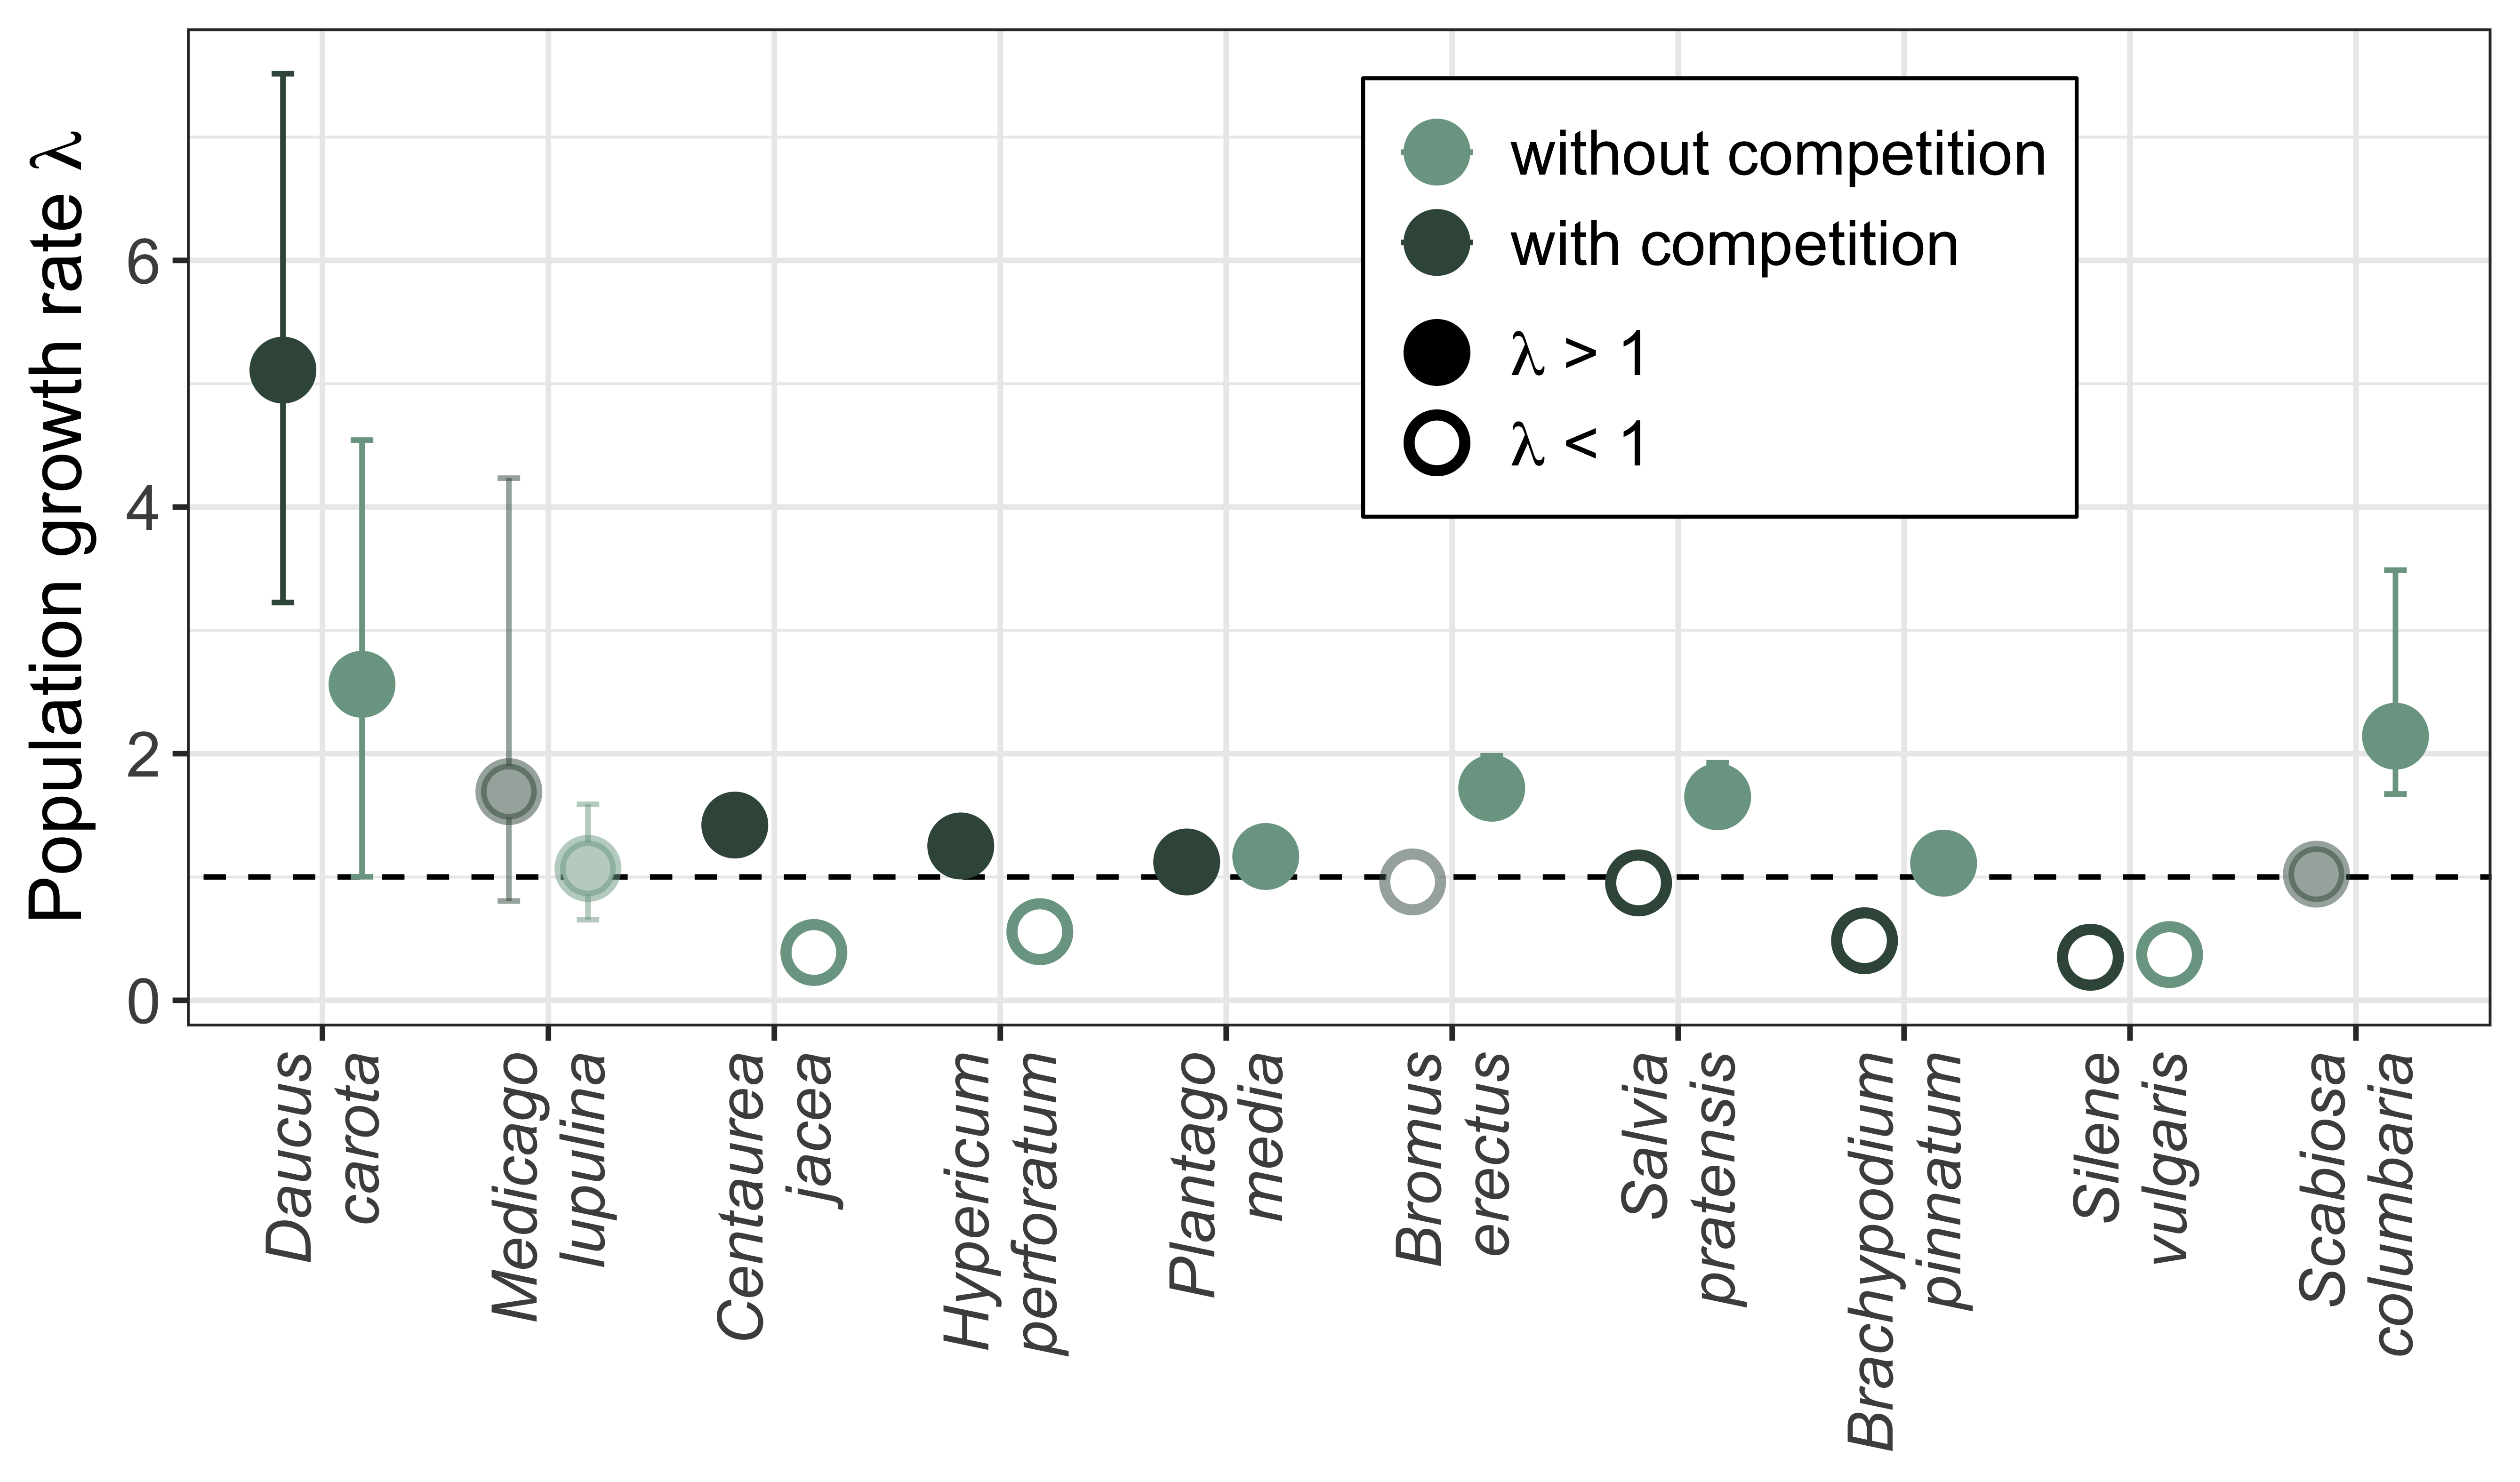 Population growth rate λ
6
4
2
0
without competition
with competition
λ > 1
λ < 1
Daucus
carota
Medicago
lupulina
Centaurea
jacea
Hypericum
perforatum
Plantago
media
Bromus
erectus
Salvia
pratensis
Brachypodium
pinnatum
Silene
vulgaris
Scabiosa
columbaria